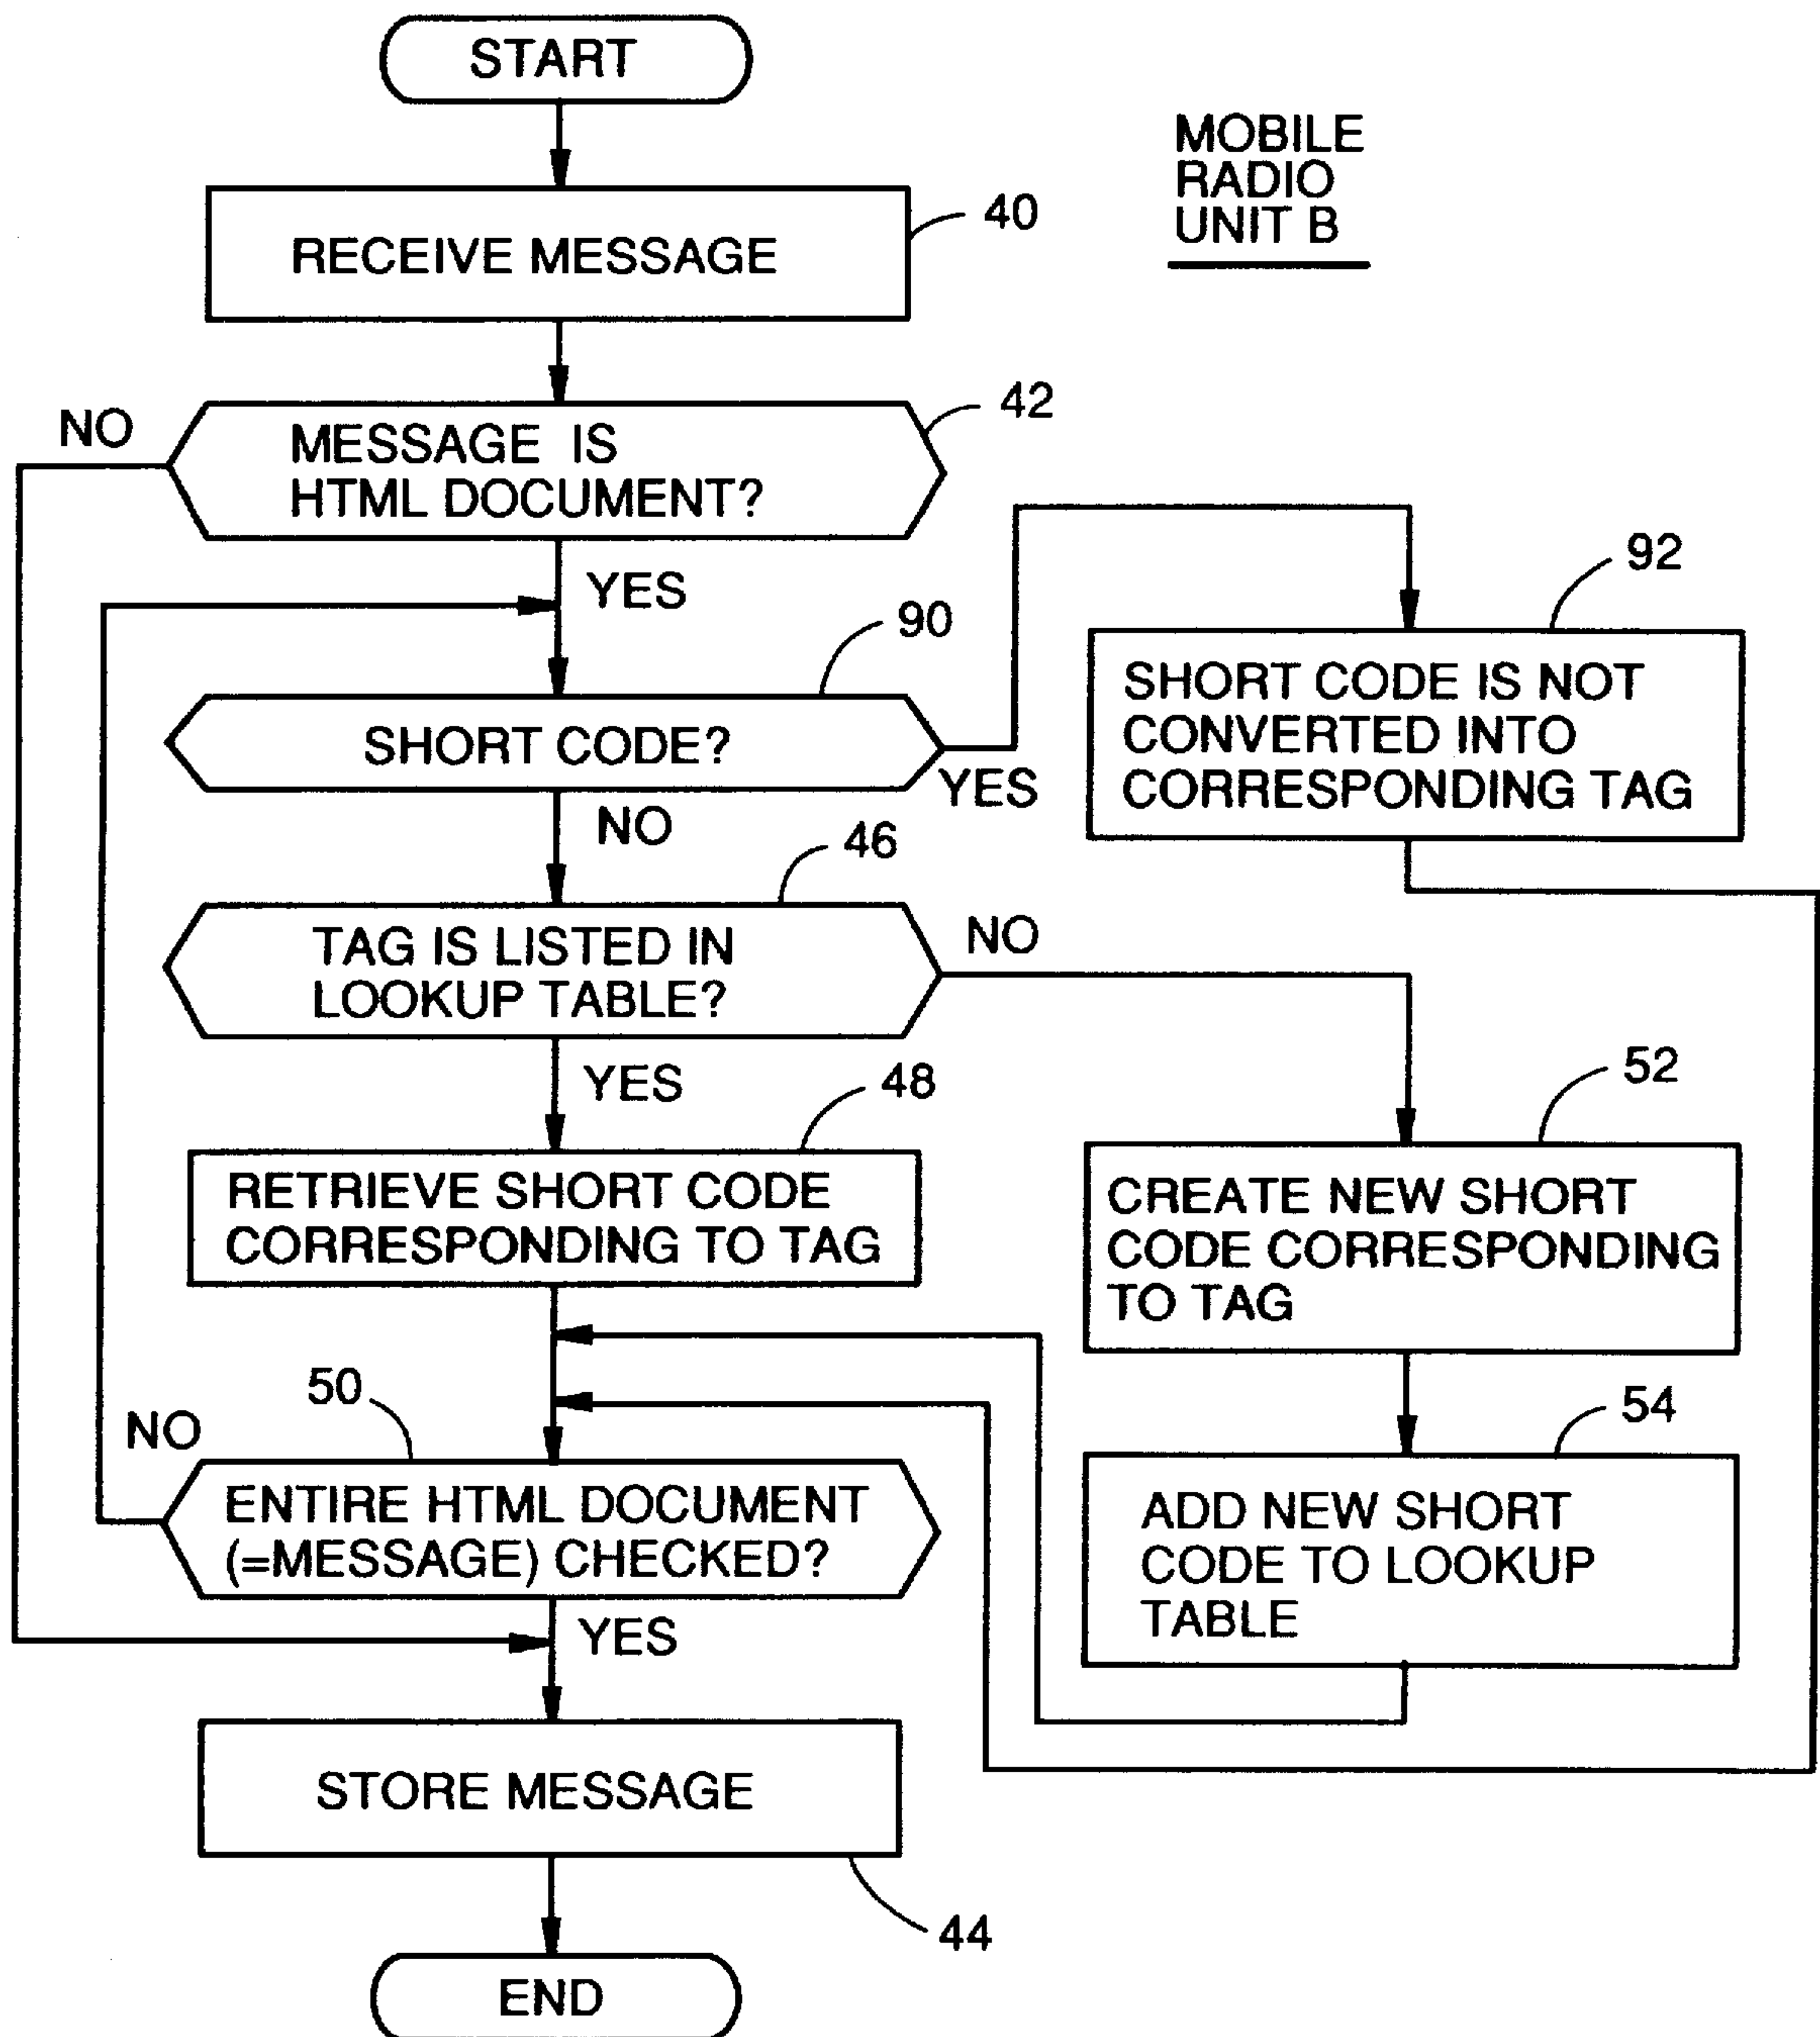 START
MOBILE
RADIO
UNIT B
40
RECEIVE MESSAGE
42
NO
MESSAGE IS
HTML DOCUMENT?
YES
92
90
SHORT CODE IS NOT
CONVERTED INTO
CORRESPONDING TAG
SHORT CODE?
YES
NO
46
TAG IS LISTED IN
LOOKUP TABLE?
NO
YES
48
52
RETRIEVE SHORT CODE
CORRESPONDING TO TAG
CREATE NEW SHORT
CODE CORRESPONDING
TO TAG
50
NO
54
ENTIRE HTML DOCUMENT
(=MESSAGE) CHECKED?
ADD NEW SHORT
CODE TO LOOKUP
TABLE
YES
STORE MESSAGE
44
END